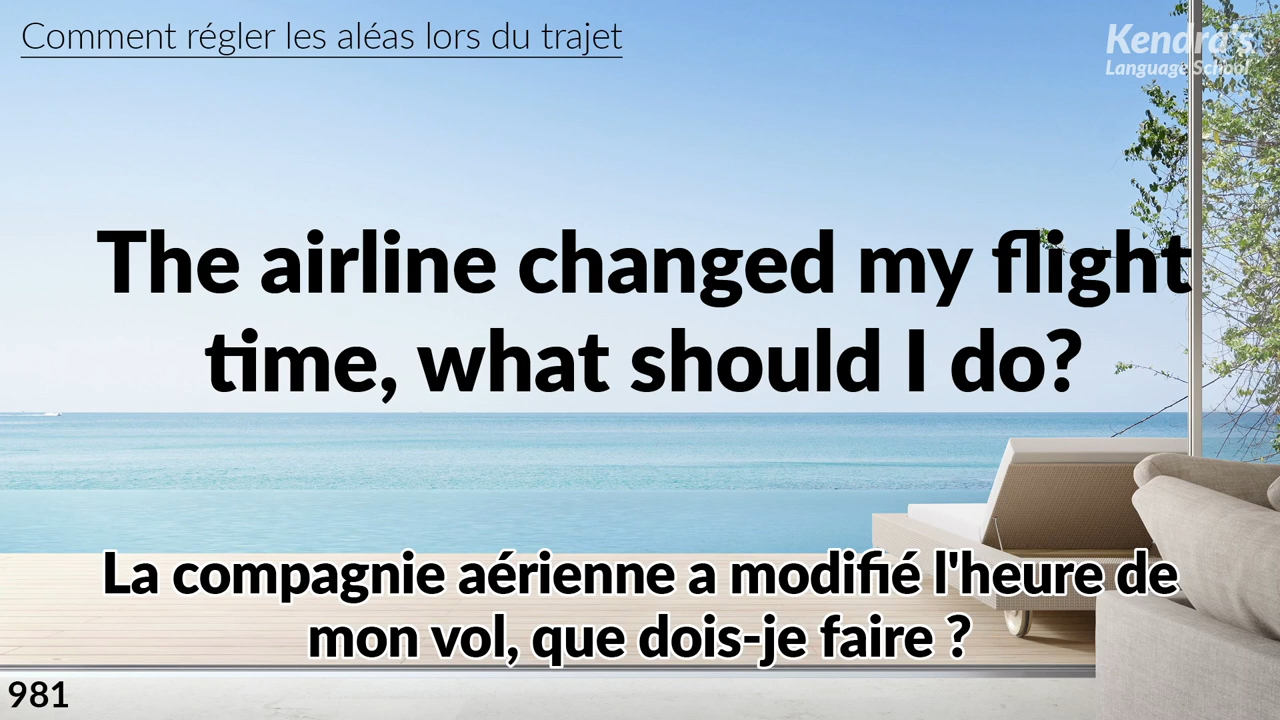 Comment régler les aléas lors du trajet
Kendra's
Language School
The airline changed my flight
time, what should I do?
La compagnie aérienne a modifié l'heure de
mon vol, que dois-je faire ?
981